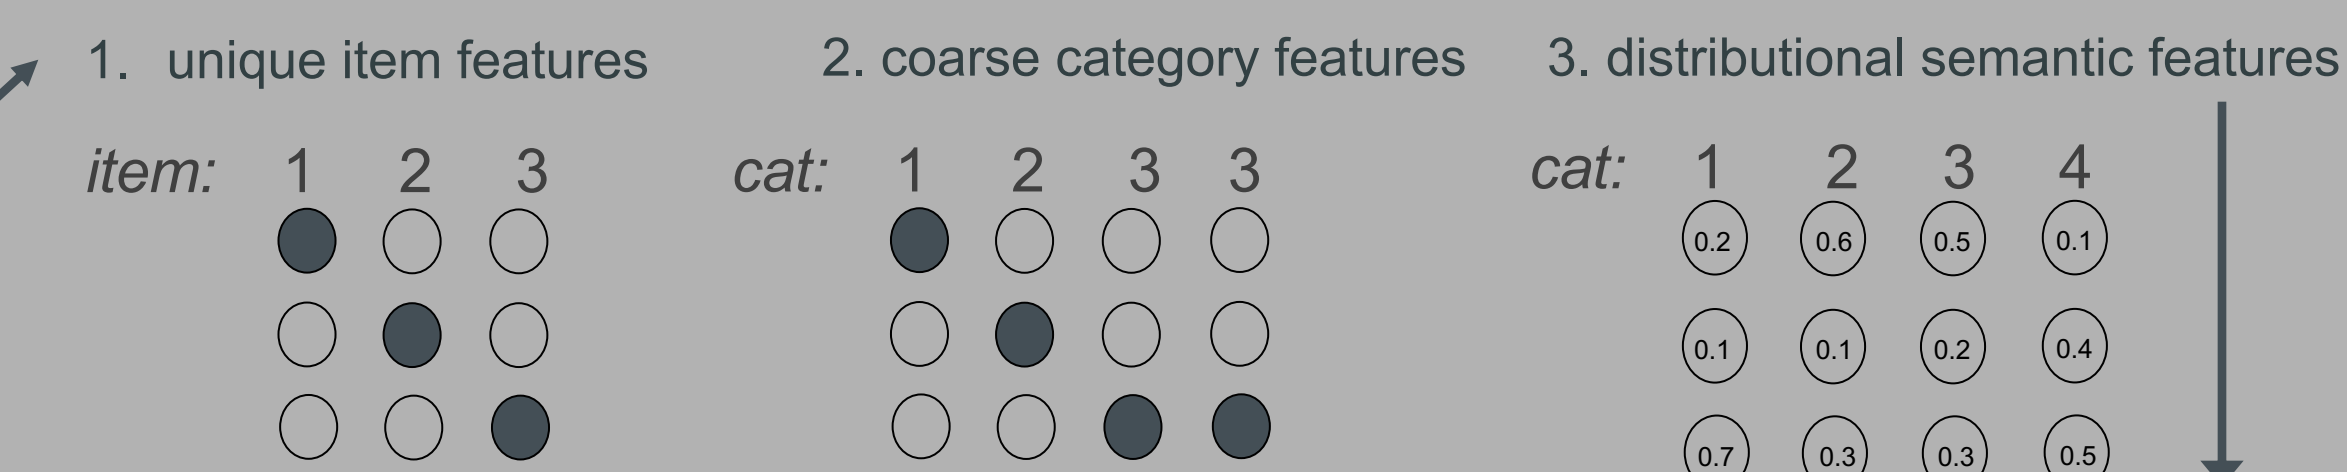 1. unique item features
item: 1 2 3
2. coarse category features
cat: 1 2 3 3
3. distributional semantic features
cat: 1 2 3 4
0.2 0.6 0.5 0.1
0.1 0.1 0.2 0.4
0.7 0.3 0.3 0.5